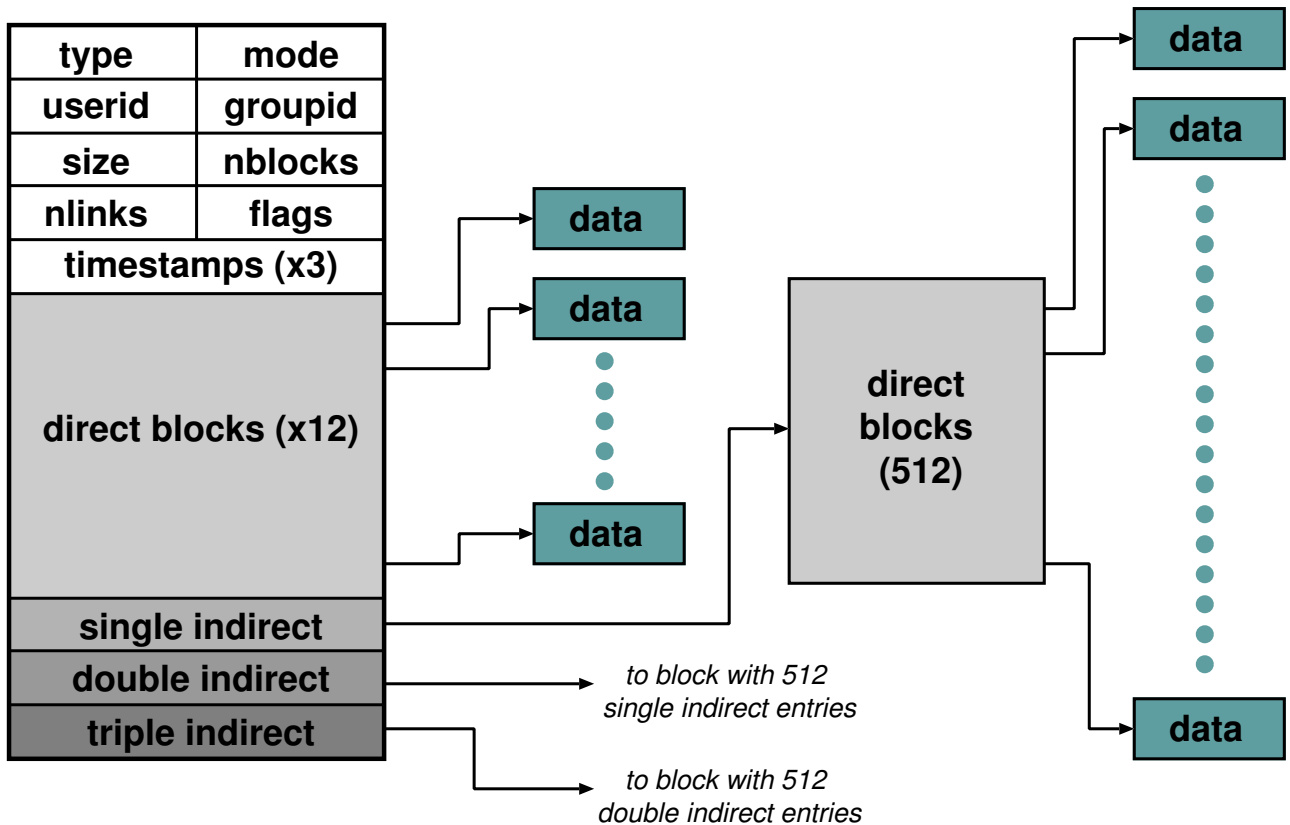 type
mode
userid
groupid
size
nblocks
nlinks
flags
timestamps (x3)
direct blocks (x12)
single indirect
double indirect
triple indirect
data
data
data
to block with 512
single indirect entries
to block with 512
double indirect entries
direct
blocks
(512)
data
data
data